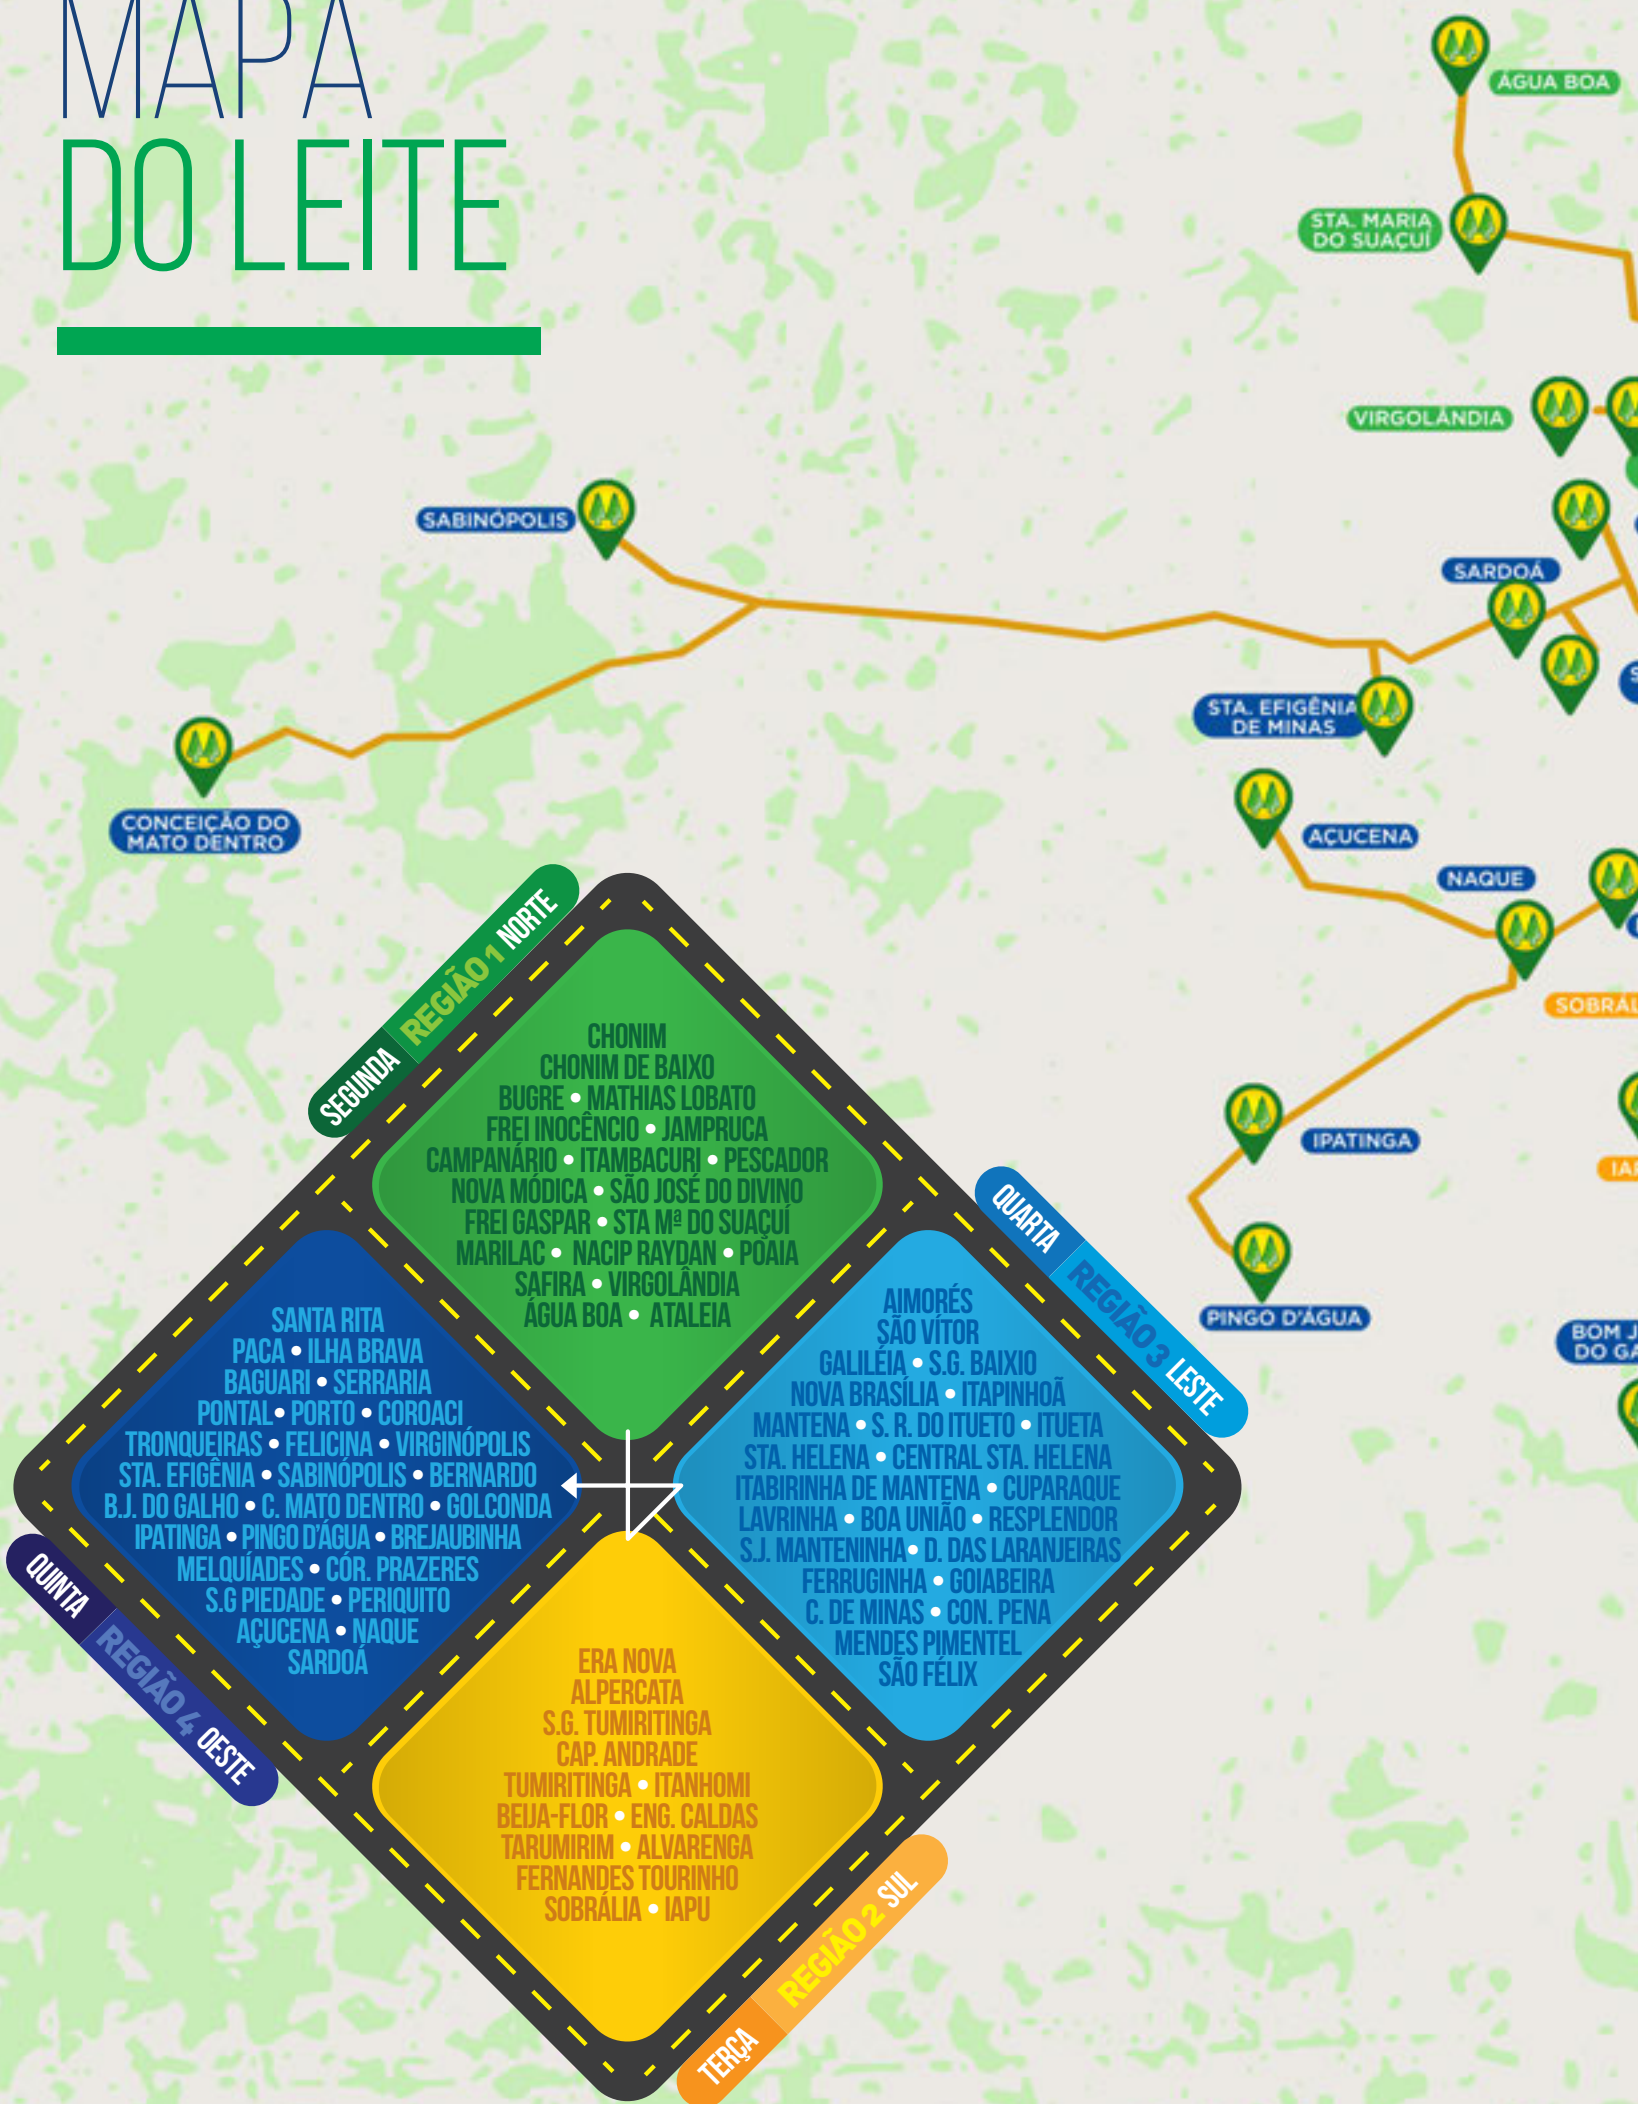 MAPA
DO LEITE
ÁGUA BOA
STA. MARIA
DO SUAÇUÍ
VIRGOLÂNDIA
SABINÓPOLIS
SARDOÁ
STA. EFIGÊNIA
DE MINAS
CONCEIÇÃO DO
MATO DENTRO
AÇUCENA
NAQUE
IPATINGA
PINGO D'ÁGUA
SEGUNDA REGIÃO 1 NORTE
CHONIM
CHONIM DE BAIXO
BUGRE • MATHIAS LOBATO
FREI INOCÊNCIO • JAMPRUCA
CAMPANÁRIO • ITAMBACURI • PESCADOR
NOVA MÓDICA • SÃO JOSÉ DO DIVINO
FREI GASPAR • STA Mª DO SUAÇUÍ
MARILAC • NACIP RAYDAN • POAIA
SAFIRA • VIRGOLÂNDIA
ÁGUA BOA • ATALEIA
QUARTA REGIÃO 3 LESTE
AIMORÉS
SÃO VÍTOR
GALILÉIA • S.G. BAIXIO
NOVA BRASÍLIA • ITAPINHOÃ
MANTENA • S. R. DO ITUETO • ITUETA
STA. HELENA • CENTRAL STA. HELENA
ITABIRINHA DE MANTENA • CUPARAQUE
LAVRINHA • BOA UNIÃO • RESPLENDOR
S.J. MANTENINHA • D. DAS LARANJEIRAS
FERRUGINHA • GOIABEIRA
C. DE MINAS • CON. PENA
MENDES PIMENTEL
SÃO FÉLIX
SANTA RITA
PACA • ILHA BRAVA
BAGUARI • SERRARIA
PONTAL • PORTO • COROACI
TRONQUEIRAS • FELICINA • VIRGINÓPOLIS
STA. EFIGÊNIA • SABINÓPOLIS • BERNARDO
B.J. DO GALHO • C. MATO DENTRO • GOLCONDA
IPATINGA • PINGO D'ÁGUA • BREJAUBINHA
MELQUÍADES • CÓR. PRAZERES
S.G PIEDADE • PERIQUITO
AÇUCENA • NAQUE
SARDOÁ
QUINTA REGIÃO 4 OESTE
ERA NOVA
ALPERCATA
S.G. TUMIRITINGA
CAP. ANDRADE
TUMIRITINGA • ITANHOMI
BEIJA-FLOR • ENG. CALDAS
TARUMIRIM • ALVARENGA
FERNANDES TOURINHO
SOBRÁLIA • IAPU
TERÇA REGIÃO 2 SUL
SOBRÁL
BOM J
DO GA